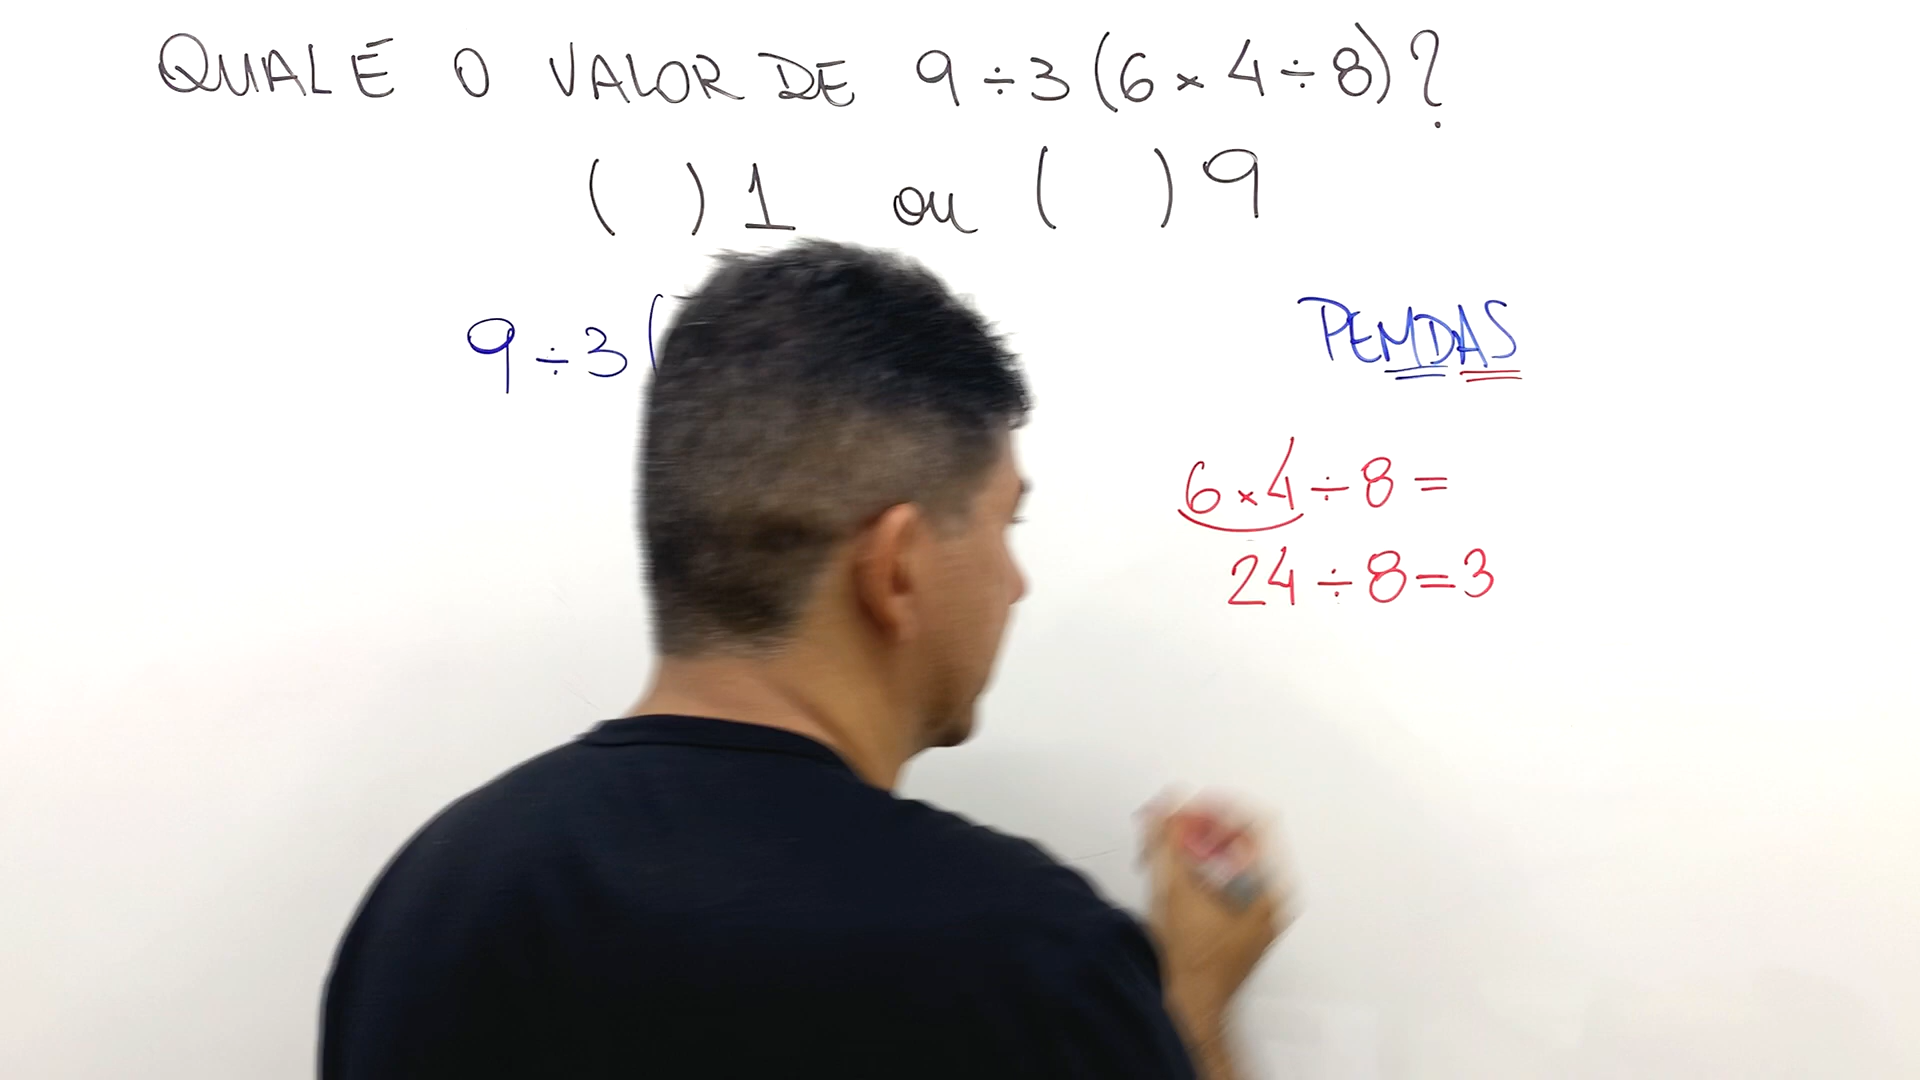 QUAL É O VALOR DE 9÷3(6×4÷8)?
( ) 1 ou ( ) 9
9÷3(
PEMDAS
6×4÷8=
24÷8=3